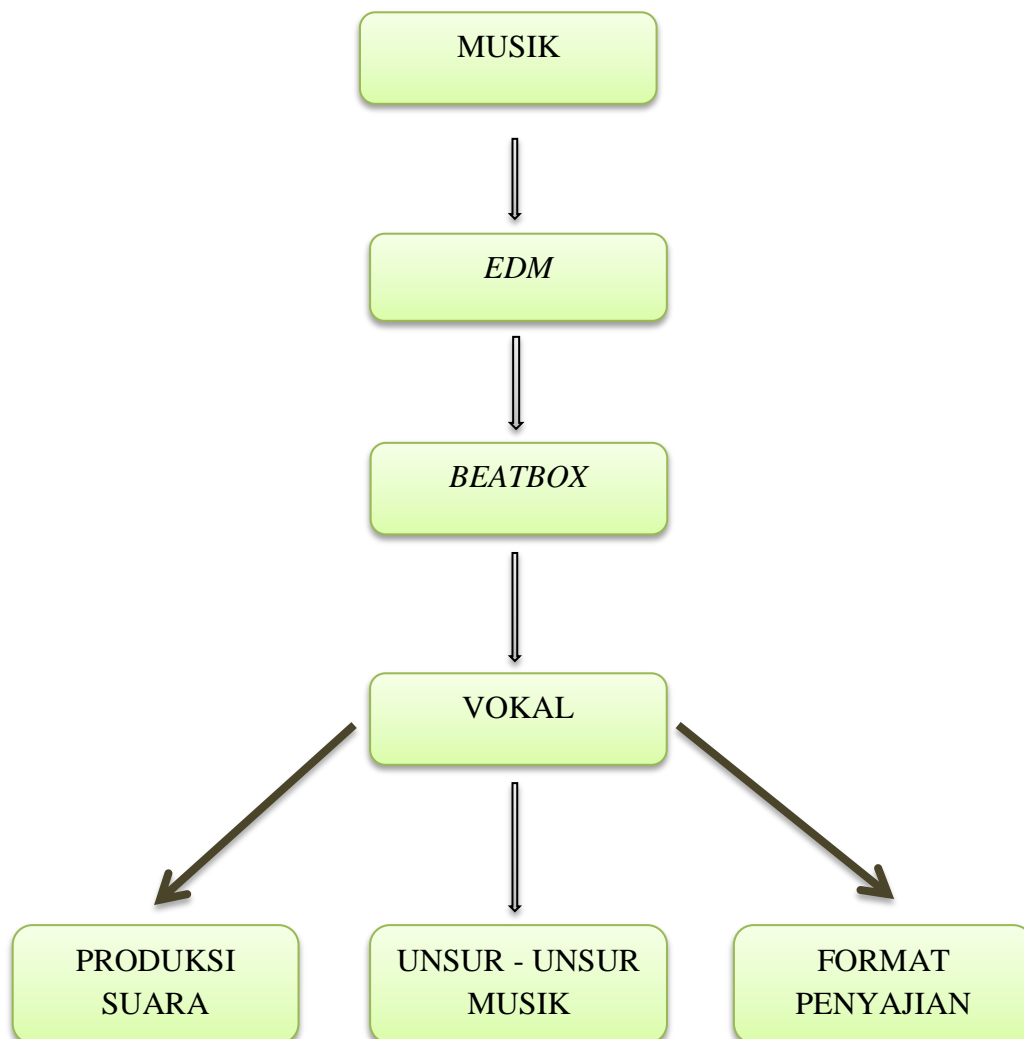 MUSIK
EDM
BEATBOX
VOKAL
PRODUKSI
SUARA
UNSUR - UNSUR
MUSIK
FORMAT
PENYAJIAN